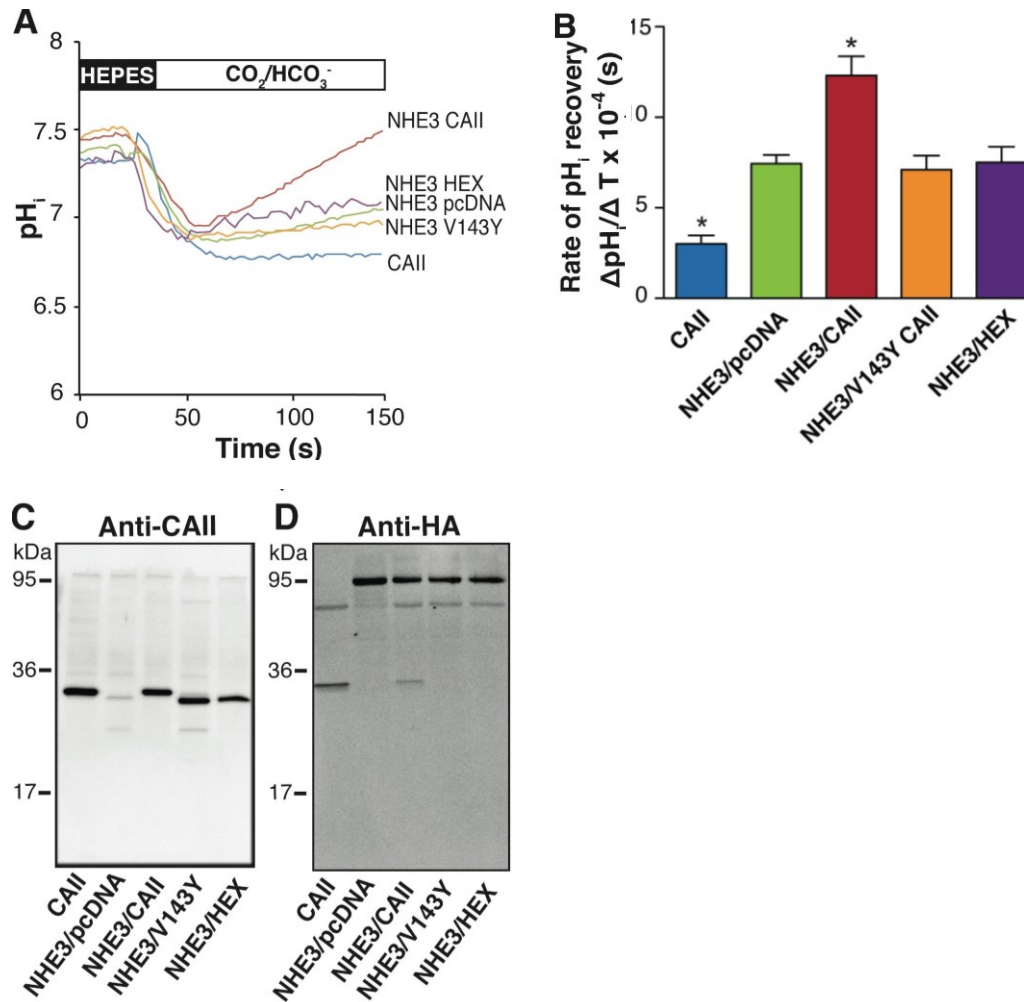 A
8
7.5
7
6.5
6
pHi
HEPES
CO2/HCO3-
NHE3 CAII
NHE3 HEX
NHE3 pcDNA
NHE3 V143Y
CAII
0
50
100
150
Time (s)
B
Rate of pHi recovery
ΔpHi/Δ T x 10-4 (s)
15
0
5
0
*
*
CAII
NHE3/pcDNA
NHE3/CAII
NHE3/V143Y CAII
NHE3/HEX
C
Anti-CAII
kDa
95
36
17
CAII
NHE3/pcDNA
NHE3/CAII
NHE3/V143Y
NHE3/HEX
D
Anti-HA
kDa
95
36
17
CAII
NHE3/pcDNA
NHE3/CAII
NHE3/V143Y
NHE3/HEX